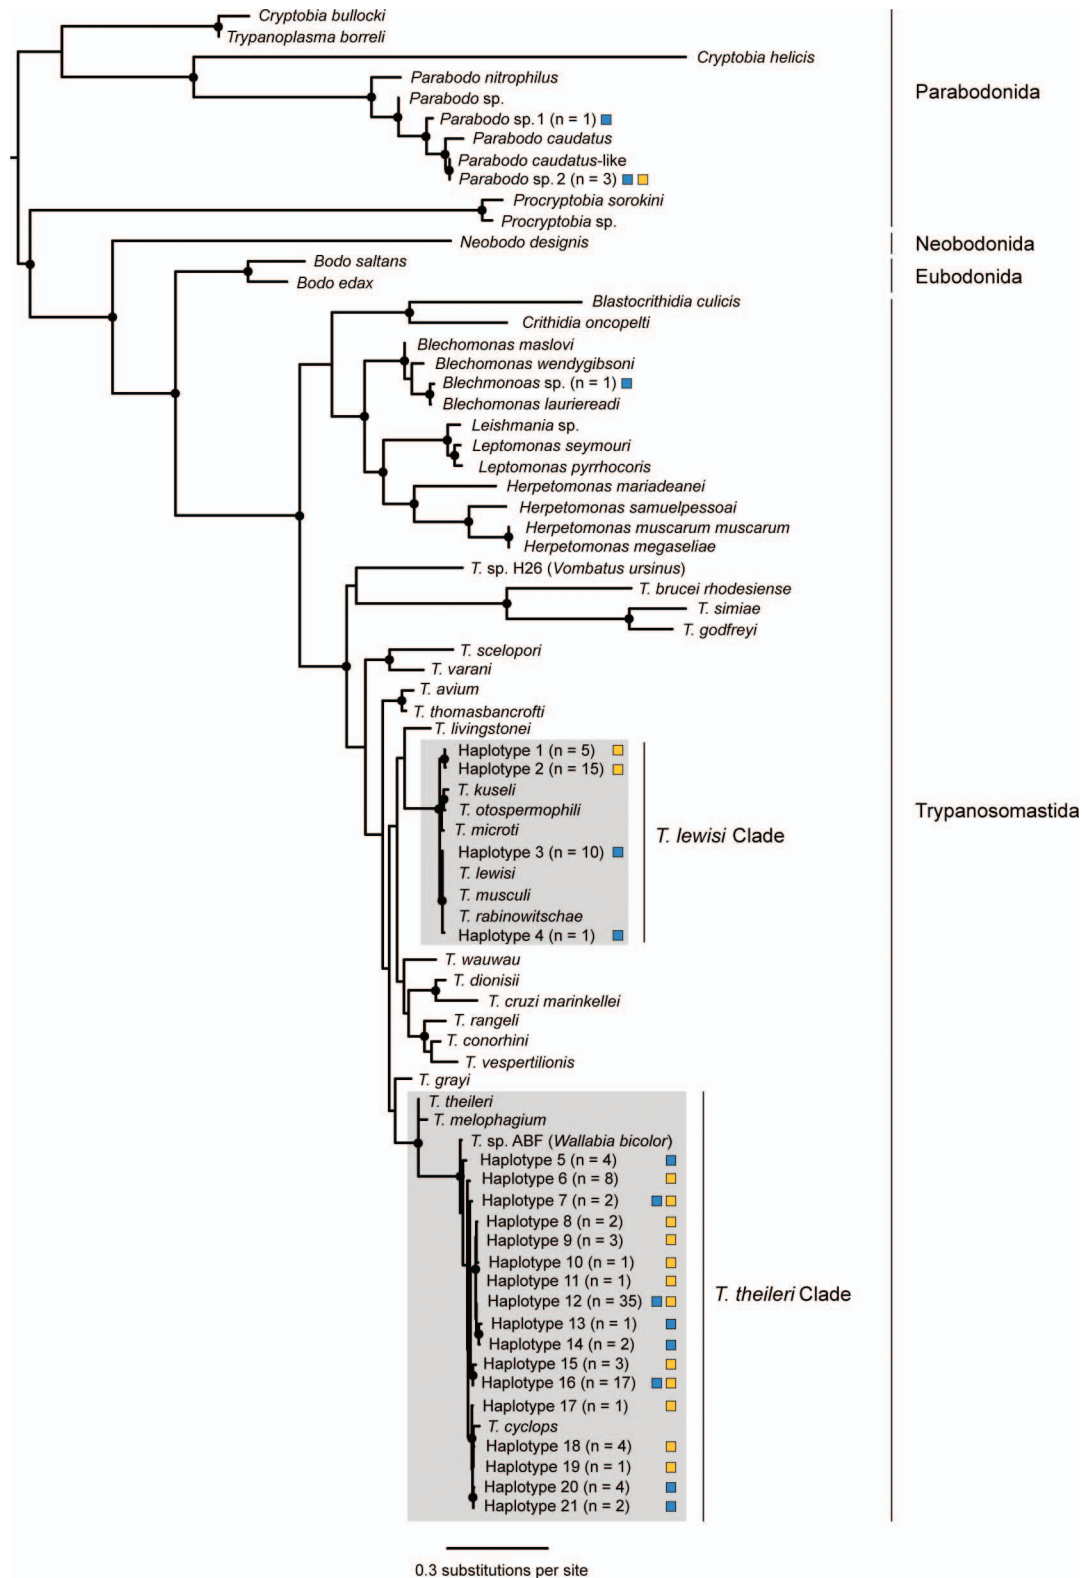 Cryptobia bullocki
Trypanoplasma borreli
Cryptobia helicis
Parabodo nitrophilus
Parabodo sp.
Parabodo sp. 1 (n = 1)
Parabodo caudatus
Parabodo caudatus-like
Parabodo sp. 2 (n = 3)
Parabodonida
Procryptobia sorokini
Procryptobia sp.
Neobodo designis
Neobodonida
Bodo saltans
Bodo edax
Eubodonida
Blastocrithidia culicis
Crithidia oncopelti
Blechomonas maslovi
Blechomonas wendygibsoni
Blechmonoas sp. (n = 1)
Blechomonas lauriereadi
Leishmania sp.
Leptomonas seymouri
Leptomonas pyrrhocoris
Herpetomonas mariadeanei
Herpetomonas samuelpessoai
Herpetomonas muscarum muscarum
Herpetomonas megaseliae
T. sp. H26 (Vombatus ursinus)
T. brucei rhodesiense
T. simiae
T. godfreyi
T. scelopori
T. varani
T. avium
T. thomasbancrofti
T. livingstonei
Haplotype 1 (n = 5)
Haplotype 2 (n = 15)
T. kuseli
T. otospermophili
T. microti
Haplotype 3 (n = 10)
T. lewisi
T. musculi
T. rabinowitschae
Haplotype 4 (n = 1)
T. lewisi Clade
Trypanosomastida
T. wauwau
T. dionisii
T. cruzi marinkellei
T. rangeli
T. conorhini
T. vespertilionis
T. grayi
T. theileri
T. melophagium
T. sp. ABF (Wallabia bicolor)
Haplotype 5 (n = 4)
Haplotype 6 (n = 8)
Haplotype 7 (n = 2)
Haplotype 8 (n = 2)
Haplotype 9 (n = 3)
Haplotype 10 (n = 1)
Haplotype 11 (n = 1)
Haplotype 12 (n = 35)
Haplotype 13 (n = 1)
Haplotype 14 (n = 2)
Haplotype 15 (n = 3)
Haplotype 16 (n = 17)
Haplotype 17 (n = 1)
T. cyclops
Haplotype 18 (n = 4)
Haplotype 19 (n = 1)
Haplotype 20 (n = 4)
Haplotype 21 (n = 2)
T. theileri Clade
0.3 substitutions per site